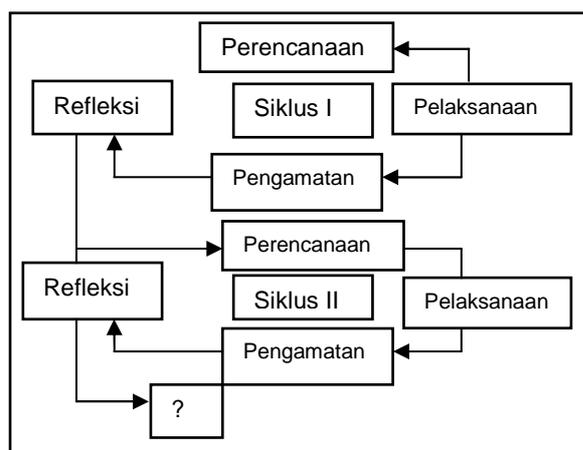 Perencanaan
Refleksi
Siklus I
Pelaksanaan
Pengamatan
Perencanaan
Refleksi
Siklus II
Pelaksanaan
Pengamatan
?